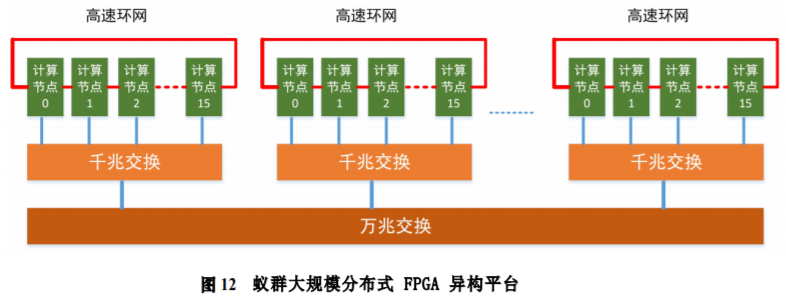 高速环网
高速环网
高速环网
计算
节点
0
计算
节点
1
计算
节点
2
计算
节点
15
计算
节点
0
计算
节点
1
计算
节点
2
计算
节点
15
计算
节点
0
计算
节点
1
计算
节点
2
计算
节点
15
千兆交换
千兆交换
千兆交换
万兆交换
图 12 蚁群大规模分布式 FPGA 异构平台